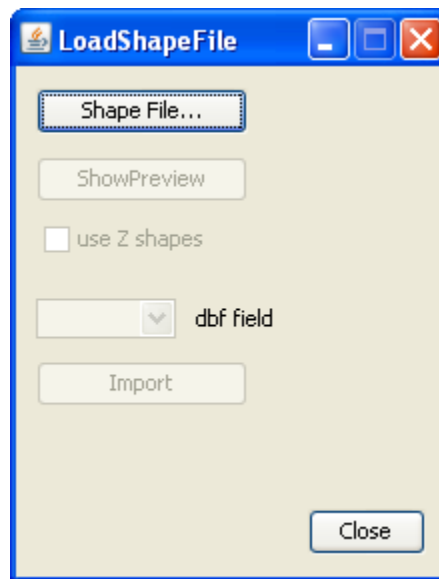 LoadShapeFile
Shape File...
ShowPreview
use Z shapes
dbf field
Import
Close